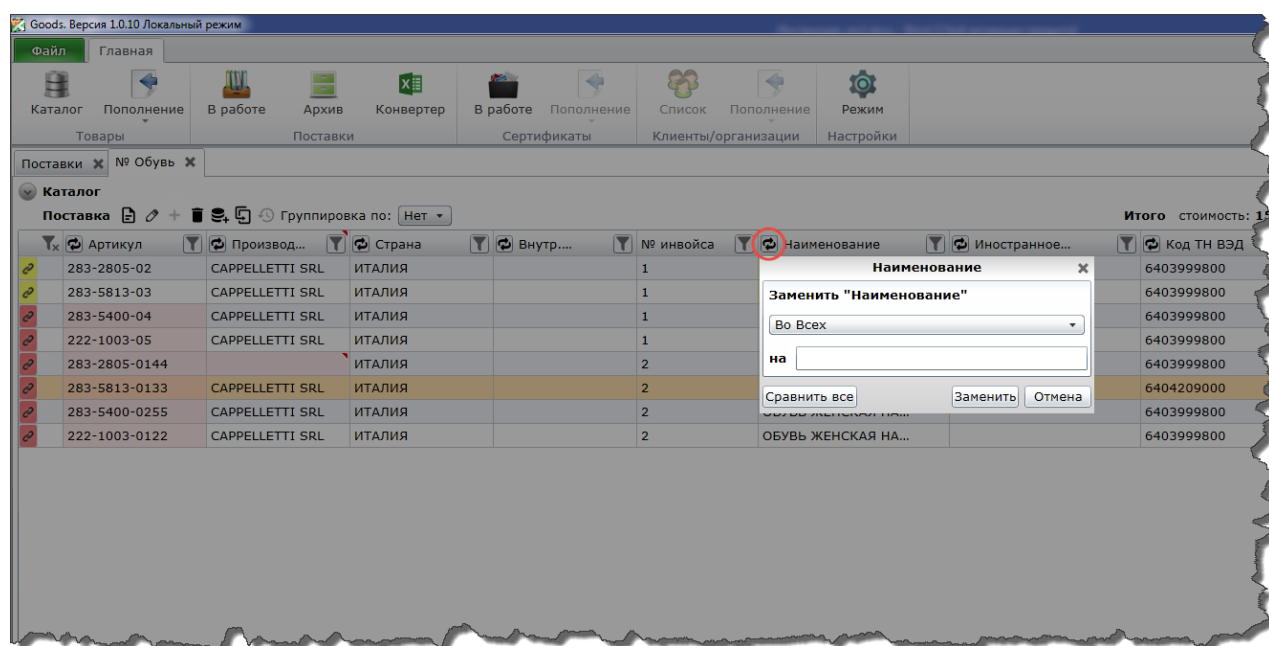 Goods. Версия 1.0.10 Локальный режим
Файл Главная
Каталог Пополнение В работе Архив Конвертер В работе Пополнение Список Пополнение Режим
Товары Поставки Сертификаты Клиенты/организации Настройки
Поставки № Обувь
Каталог
Поставка Группировка по: Нет Итого стоимость:
Артикул Производ... Страна Внутр.... № инвойса Наименование Иностранное... Код ТН ВЭД
283-2805-02 CAPPELLETTI SRL ИТАЛИЯ 1 6403999800
283-5813-03 CAPPELLETTI SRL ИТАЛИЯ 1 6403999800
283-5400-04 CAPPELLETTI SRL ИТАЛИЯ 1 6403999800
222-1003-05 CAPPELLETTI SRL ИТАЛИЯ 1 6403999800
283-2805-0144 ИТАЛИЯ 2 6403999800
283-5813-0133 CAPPELLETTI SRL ИТАЛИЯ 2 6404209000
283-5400-0255 CAPPELLETTI SRL ИТАЛИЯ 2 6403999800
222-1003-0122 CAPPELLETTI SRL ИТАЛИЯ 2 ОБУВЬ ЖЕНСКАЯ НА... 6403999800
Наименование
Заменить "Наименование"
Во Всех
на
Сравнить все Заменить Отмена